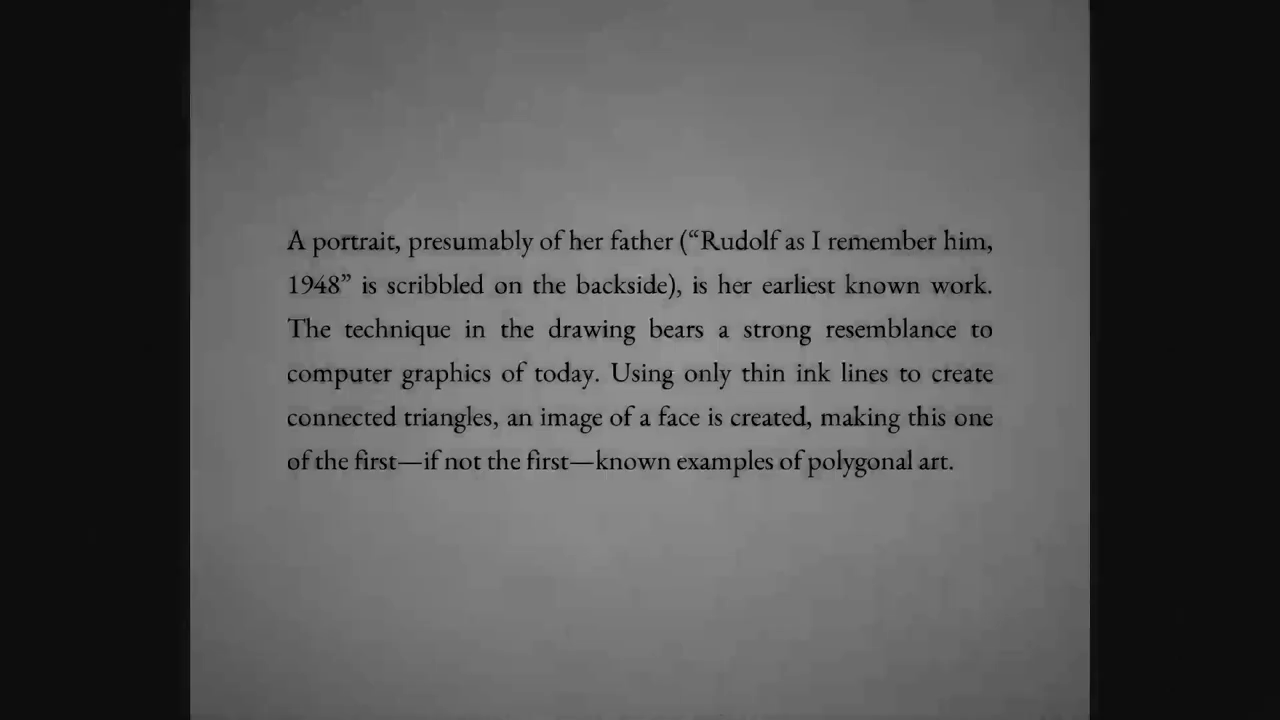 A portrait, presumably of her father (“Rudolf as I remember him,
1948” is scribbled on the backside), is her earliest known work.
The technique in the drawing bears a strong resemblance to
computer graphics of today. Using only thin ink lines to create
connected triangles, an image of a face is created, making this one
of the first—if not the first—known examples of polygonal art.